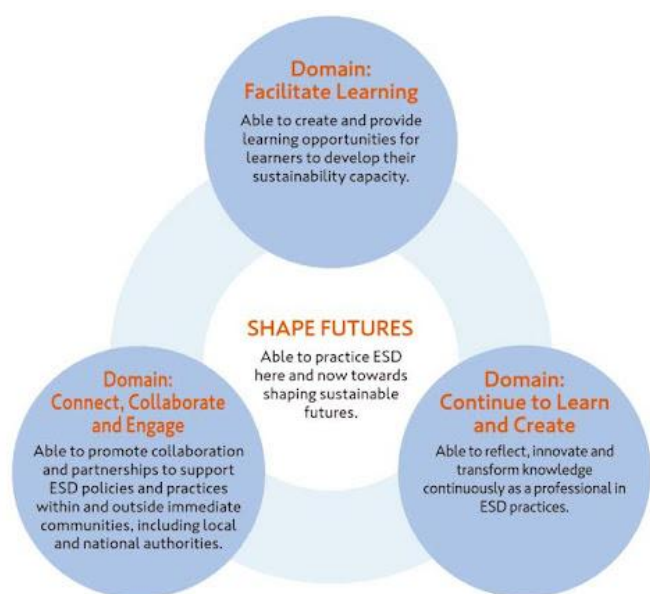 Domain:
Facilitate Learning
Able to create and provide
learning opportunities for
learners to develop their
sustainability capacity.
SHAPE FUTURES
Able to practice ESD
here and now towards
shaping sustainable
futures.
Domain:
Connect, Collaborate
and Engage
Able to promote collaboration
and partnerships to support
ESD policies and practices
within and outside immediate
communities, including local
and national authorities.
Domain:
Continue to Learn
and Create
Able to reflect, innovate and
transform knowledge
continuously as a professional in
ESD practices.